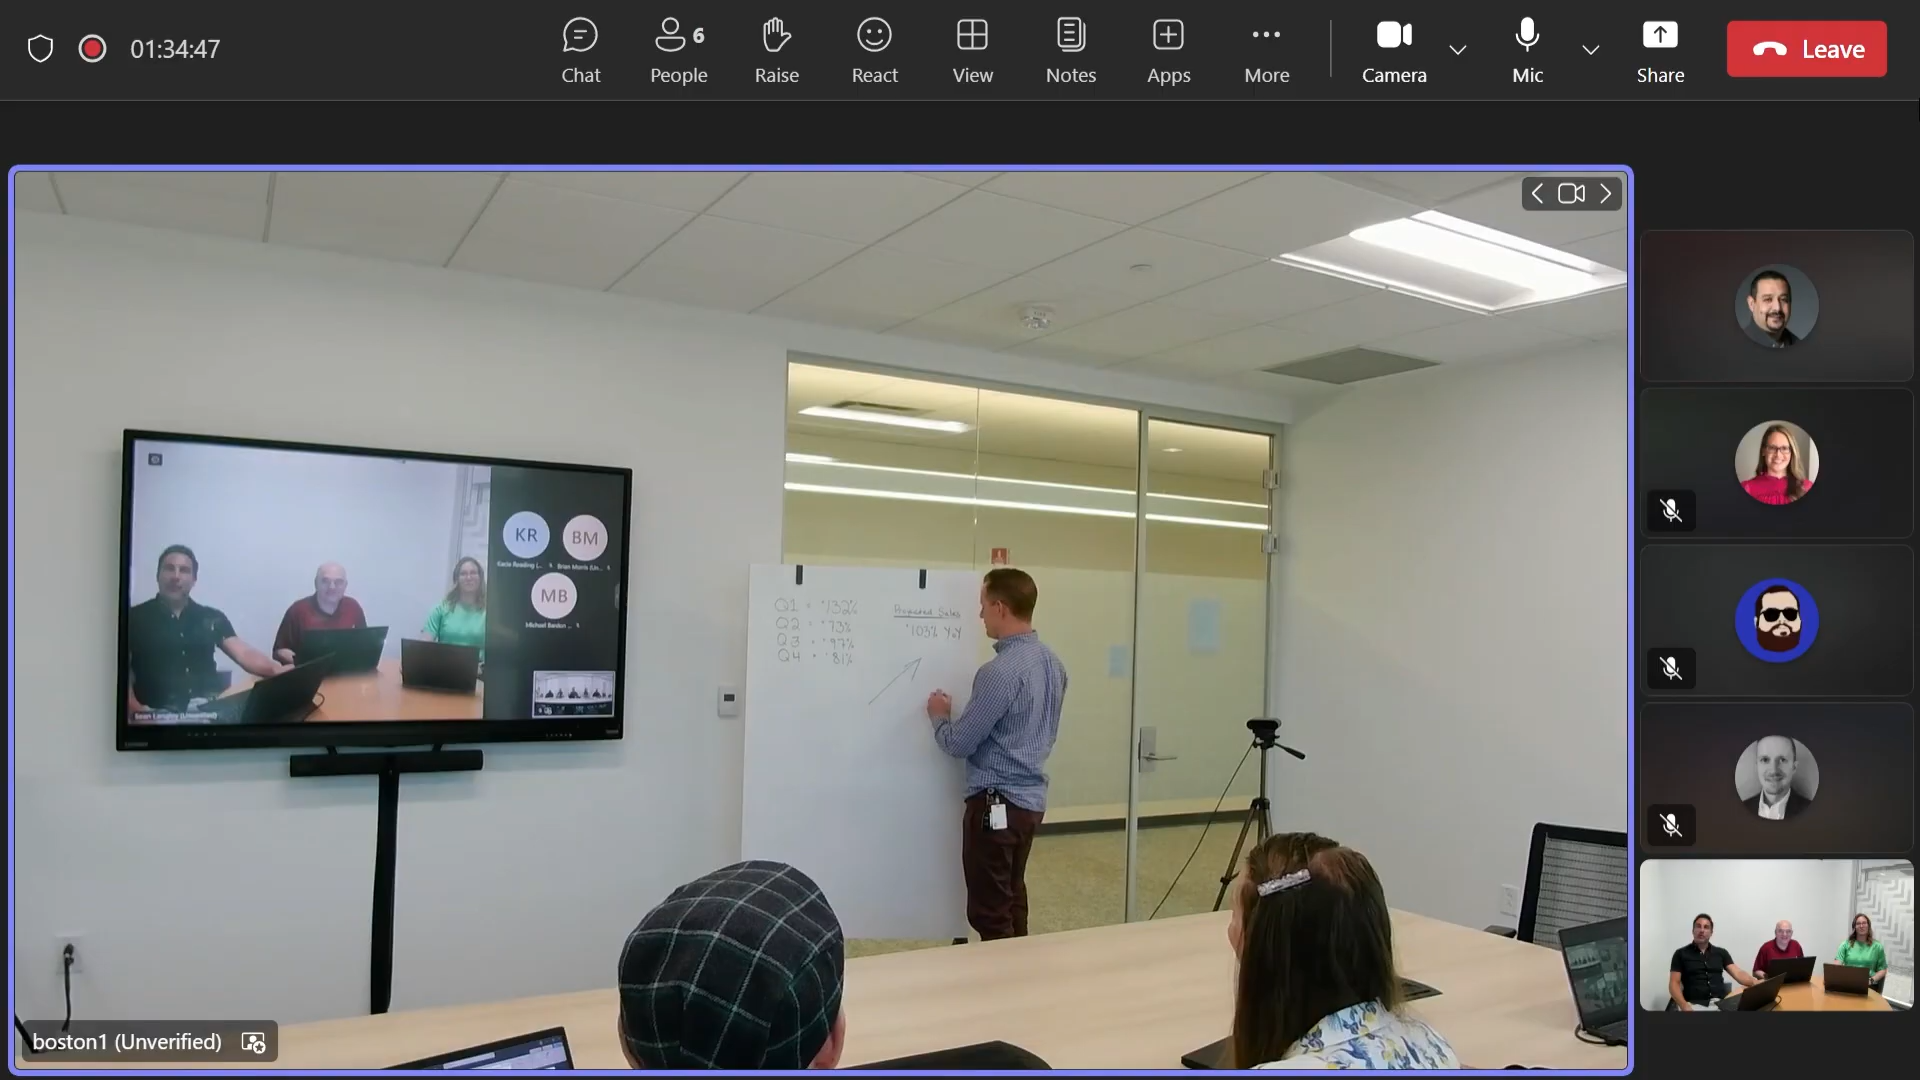 01:34:47
Chat
People 6
Raise
React
View
Notes
Apps
More
Camera
Mic
Share
Leave
KR
BM
MB
Q1 = '132%
Q2 = '73%
Q3 = '97%
Q4 = '81%
Projected Sales
'103% YoY
boston1 (Unverified)